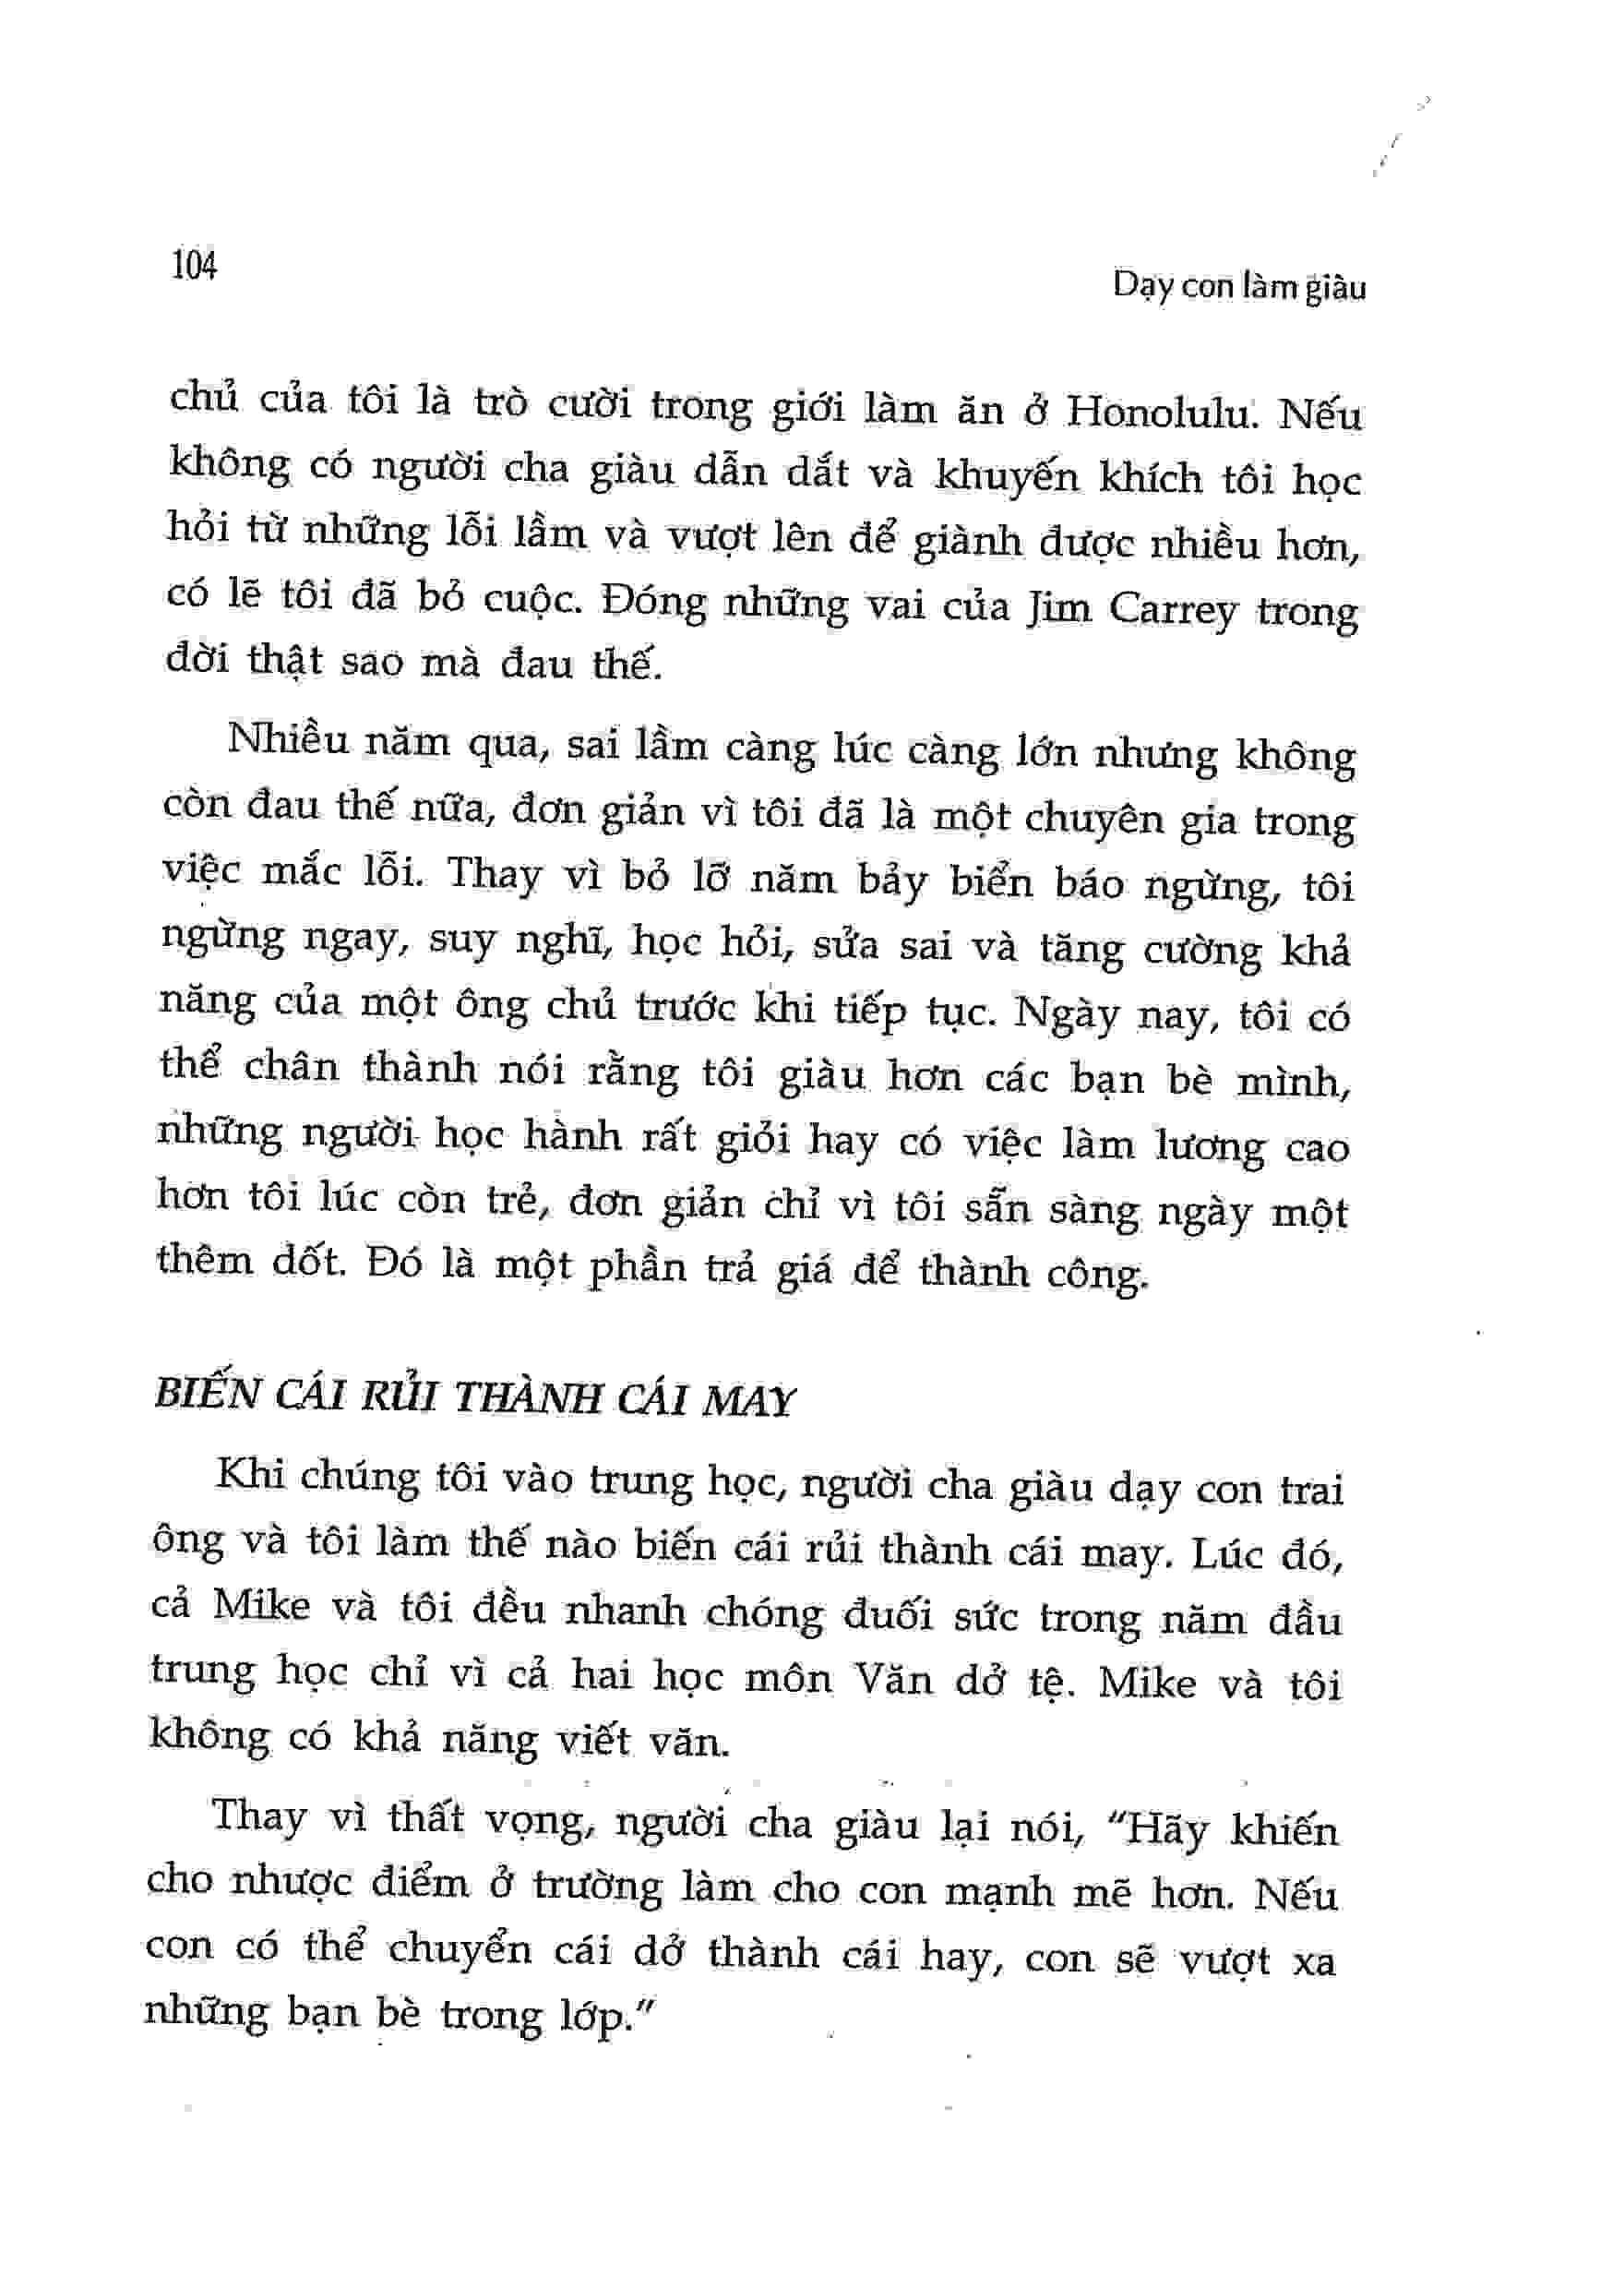 104
Dạy con làm giàu
chủ của tôi là trò cười trong giới làm ăn ở Honolulu. Nếu
không có người cha giàu dẫn dắt và khuyến khích tôi học
hỏi từ những lỗi lầm và vượt lên để giành được nhiều hơn,
có lẽ tôi đã bỏ cuộc. Đóng những vai của Jim Carrey trong
đời thật sao mà đau thế.
Nhiều năm qua, sai lầm càng lúc càng lớn nhưng không
còn đau thế nữa, đơn giản vì tôi đã là một chuyên gia trong
việc mắc lỗi. Thay vì bỏ lỡ năm bảy biển báo ngừng, tôi
ngừng ngay, suy nghĩ, học hỏi, sửa sai và tăng cường khả
năng của một ông chủ trước khi tiếp tục. Ngày nay, tôi có
thể chân thành nói rằng tôi giàu hơn các bạn bè mình,
những người học hành rất giỏi hay có việc làm lương cao
hơn tôi lúc còn trẻ, đơn giản chỉ vì tôi sẵn sàng ngày một
thêm dốt. Đó là một phần trả giá để thành công.
BIẾN CÁI RỦI THÀNH CÁI MAY
Khi chúng tôi vào trung học, người cha giàu dạy con trai
ông và tôi làm thế nào biến cái rủi thành cái may. Lúc đó,
cả Mike và tôi đều nhanh chóng đuối sức trong năm đầu
trung học chỉ vì cả hai học môn Văn dở tệ. Mike và tôi
không có khả năng viết văn.
Thay vì thất vọng, người cha giàu lại nói, "Hãy khiến
cho nhược điểm ở trường làm cho con mạnh mẽ hơn. Nếu
con có thể chuyển cái dở thành cái hay, con sẽ vượt xa
những bạn bè trong lớp."